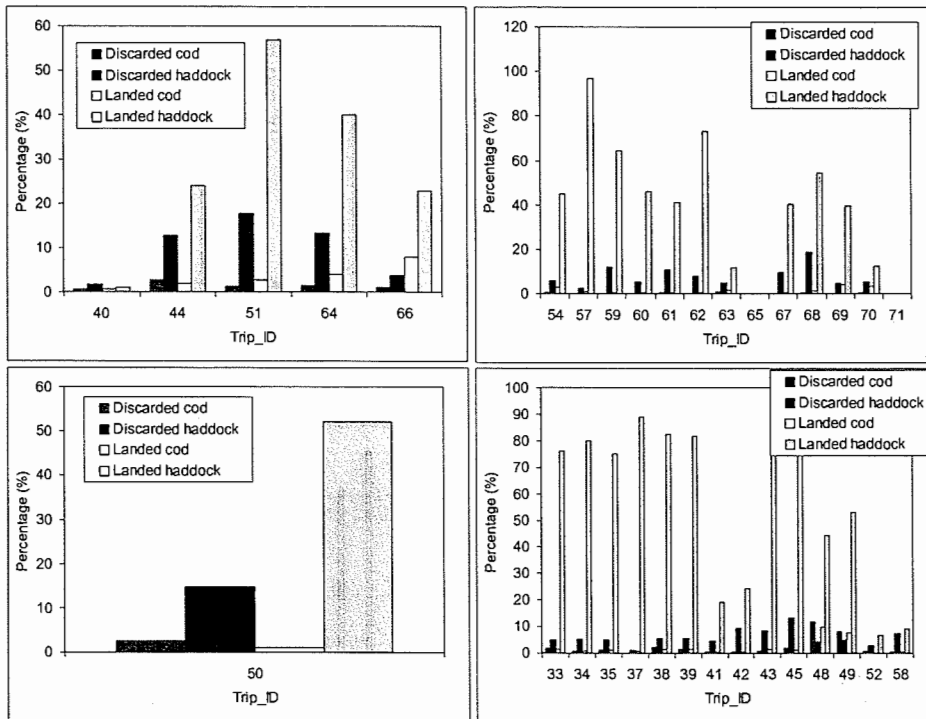 60
50
40
30
20
10
0
Percentage (%)
Discarded cod
Discarded haddock
Landed cod
Landed haddock
40 44 51 64 66
Trip_ID
120
100
80
60
40
20
0
Percentage (%)
Discarded cod
Discarded haddock
Landed cod
Landed haddock
54 57 59 60 61 62 63 65 67 68 69 70 71
Trip_ID
60
50
40
30
20
10
0
Percentage (%)
Discarded cod
Discarded haddock
Landed cod
Landed haddock
50
Trip_ID
100
90
80
70
60
50
40
30
20
10
0
Percentage (%)
Discarded cod
Discarded haddock
Landed cod
Landed haddock
33 34 35 37 38 39 41 42 43 45 48 49 52 58
Trip_ID